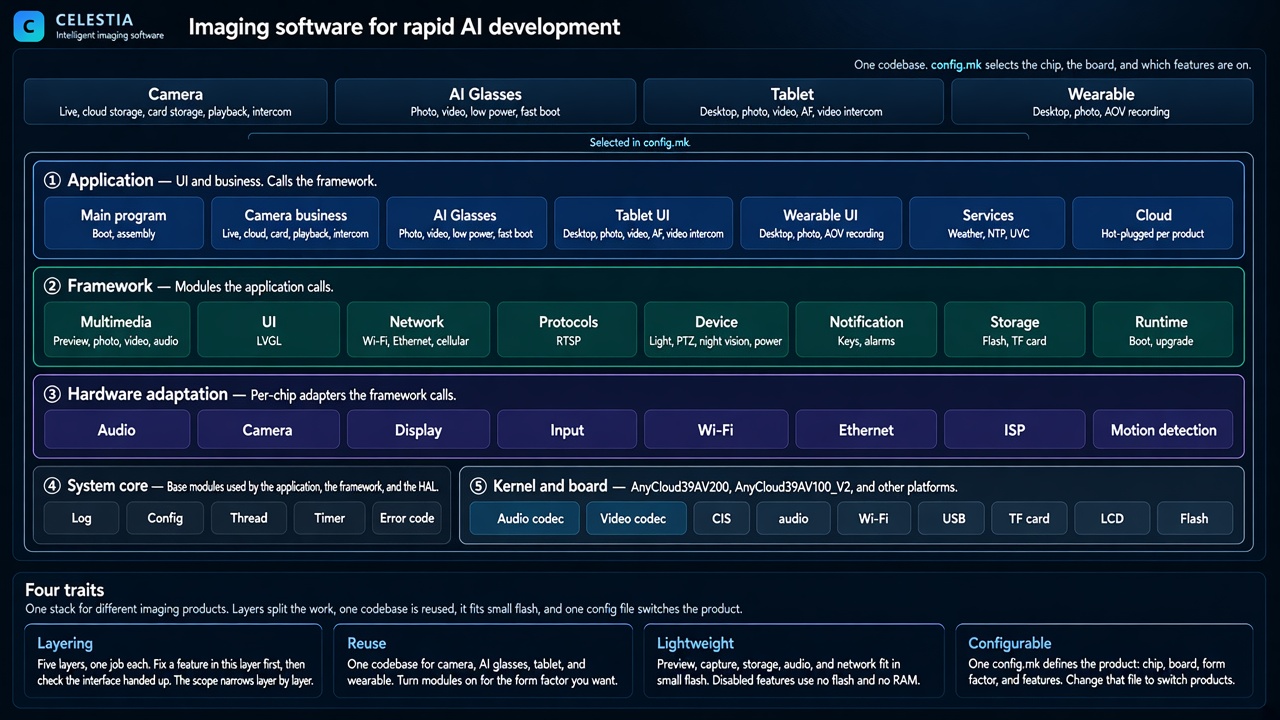 C
CELESTIA
Intelligent imaging software
Imaging software for rapid AI development
One codebase. config.mk selects the chip, the board, and which features are on.
Camera
Live, cloud storage, card storage, playback, intercom
AI Glasses
Photo, video, low power, fast boot
Tablet
Desktop, photo, video, AF, video intercom
Wearable
Desktop, photo, AOV recording
Selected in config.mk
① Application — UI and business. Calls the framework.
Main program
Boot, assembly
Camera business
Live, cloud, card, playback, intercom
AI Glasses
Photo, video, low power, fast boot
Tablet UI
Desktop, photo, video, AF, video intercom
Wearable UI
Desktop, photo, AOV recording
Services
Weather, NTP, UVC
Cloud
Hot-plugged per product
② Framework — Modules the application calls.
Multimedia
Preview, photo, video, audio
UI
LVGL
Network
Wi-Fi, Ethernet, cellular
Protocols
RTSP
Device
Light, PTZ, night vision, power
Notification
Keys, alarms
Storage
Flash, TF card
Runtime
Boot, upgrade
③ Hardware adaptation — Per-chip adapters the framework calls.
Audio
Camera
Display
Input
Wi-Fi
Ethernet
ISP
Motion detection
④ System core — Base modules used by the application, the framework, and the HAL.
Log
Config
Thread
Timer
Error code
⑤ Kernel and board — AnyCloud39AV200, AnyCloud39AV100_V2, and other platforms.
Audio codec
Video codec
CIS
audio
Wi-Fi
USB
TF card
LCD
Flash
Four traits
One stack for different imaging products. Layers split the work, one codebase is reused, it fits small flash, and one config file switches the product.
Layering
Five layers, one job each. Fix a feature in this layer first, then
check the interface handed up. The scope narrows layer by layer.
Reuse
One codebase for camera, AI glasses, tablet, and
wearable. Turn modules on for the form factor you want.
Lightweight
Preview, capture, storage, audio, and network fit in
small flash. Disabled features use no flash and no RAM.
Configurable
One config.mk defines the product: chip, board, form
factor, and features. Change that file to switch products.